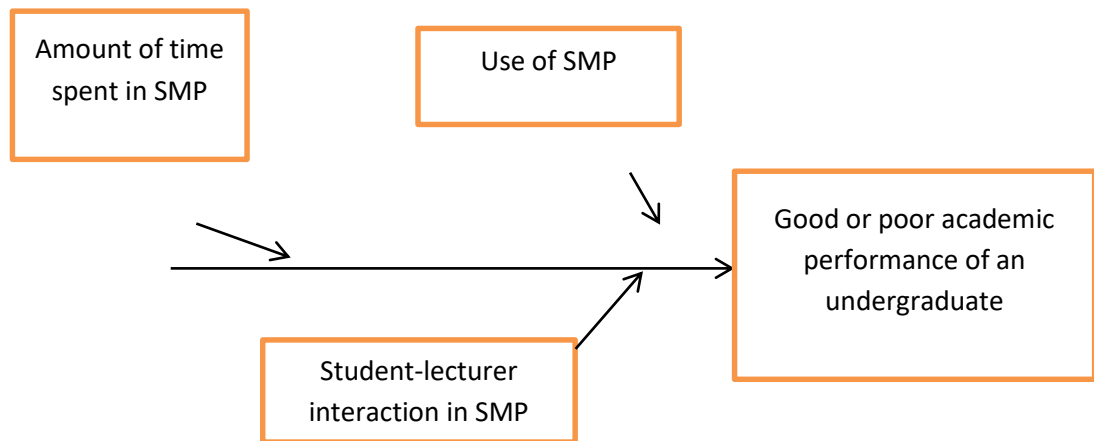 Amount of time
spent in SMP
Use of SMP
Good or poor academic
performance of an
undergraduate
Student-lecturer
interaction in SMP